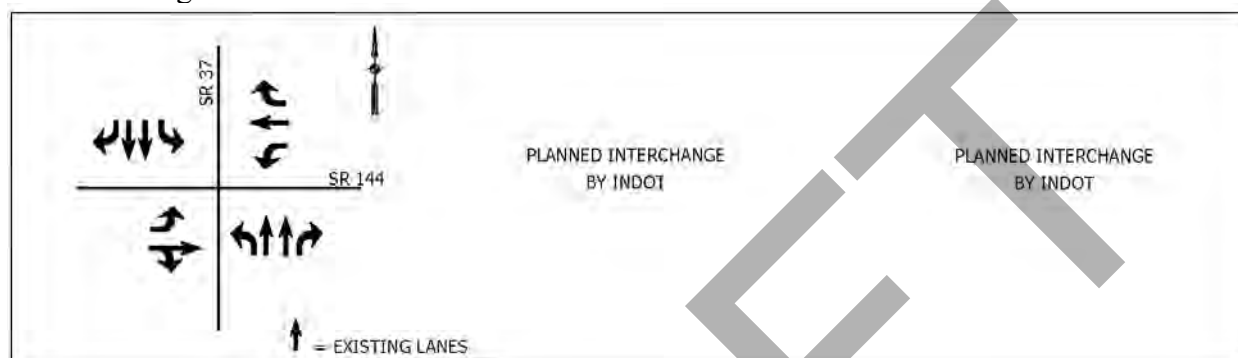 SR 37
SR 144
= EXISTING LANES
PLANNED INTERCHANGE
BY INDOT
PLANNED INTERCHANGE
BY INDOT